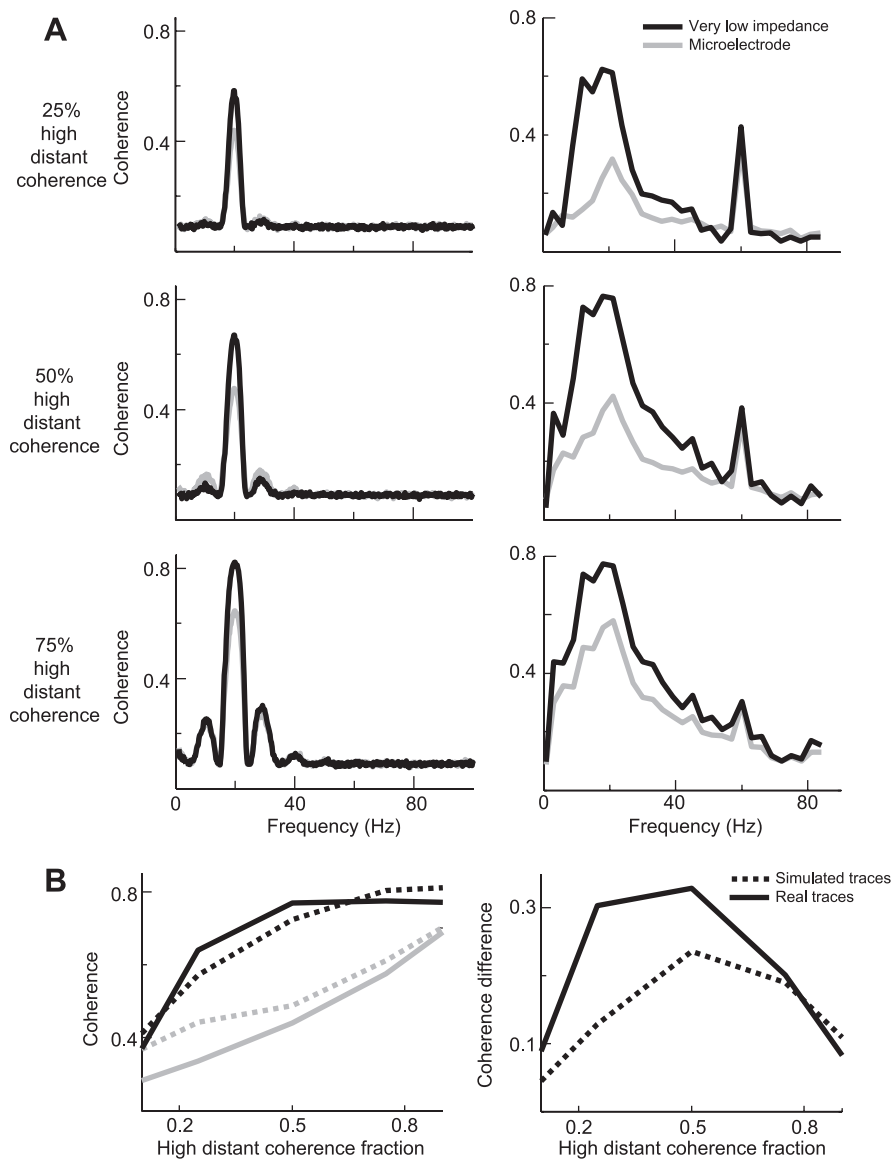 A
Very low impedance
Microelectrode
25%
high
distant
coherence
Coherence
0.8
0.4
0.8
0.4
50%
high
distant
coherence
Coherence
0.8
0.4
0.8
0.4
75%
high
distant
coherence
Coherence
0.8
0.4
0 40 80
Frequency (Hz)
0.8
0.4
0 40 80
Frequency (Hz)
B
Coherence
0.8
0.4
0.2 0.5 0.8
High distant coherence fraction
Simulated traces
Real traces
Coherence difference
0.3
0.1
0.2 0.5 0.8
High distant coherence fraction